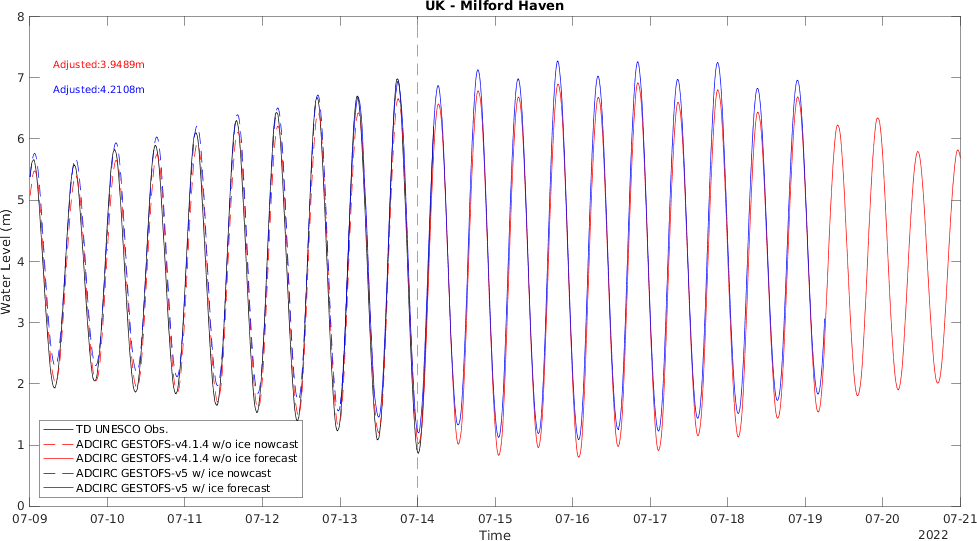 UK - Milford Haven
8
7
6
5
4
3
2
1
0
Water Level (m)
Adjusted:3.9489m
Adjusted:4.2108m
TD UNESCO Obs.
ADCIRC GESTOFS-v4.1.4 w/o ice nowcast
ADCIRC GESTOFS-v4.1.4 w/o ice forecast
ADCIRC GESTOFS-v5 w/ ice nowcast
ADCIRC GESTOFS-v5 w/ ice forecast
07-09 07-10 07-11 07-12 07-13 07-14 07-15 07-16 07-17 07-18 07-19 07-20 07-21
Time
2022